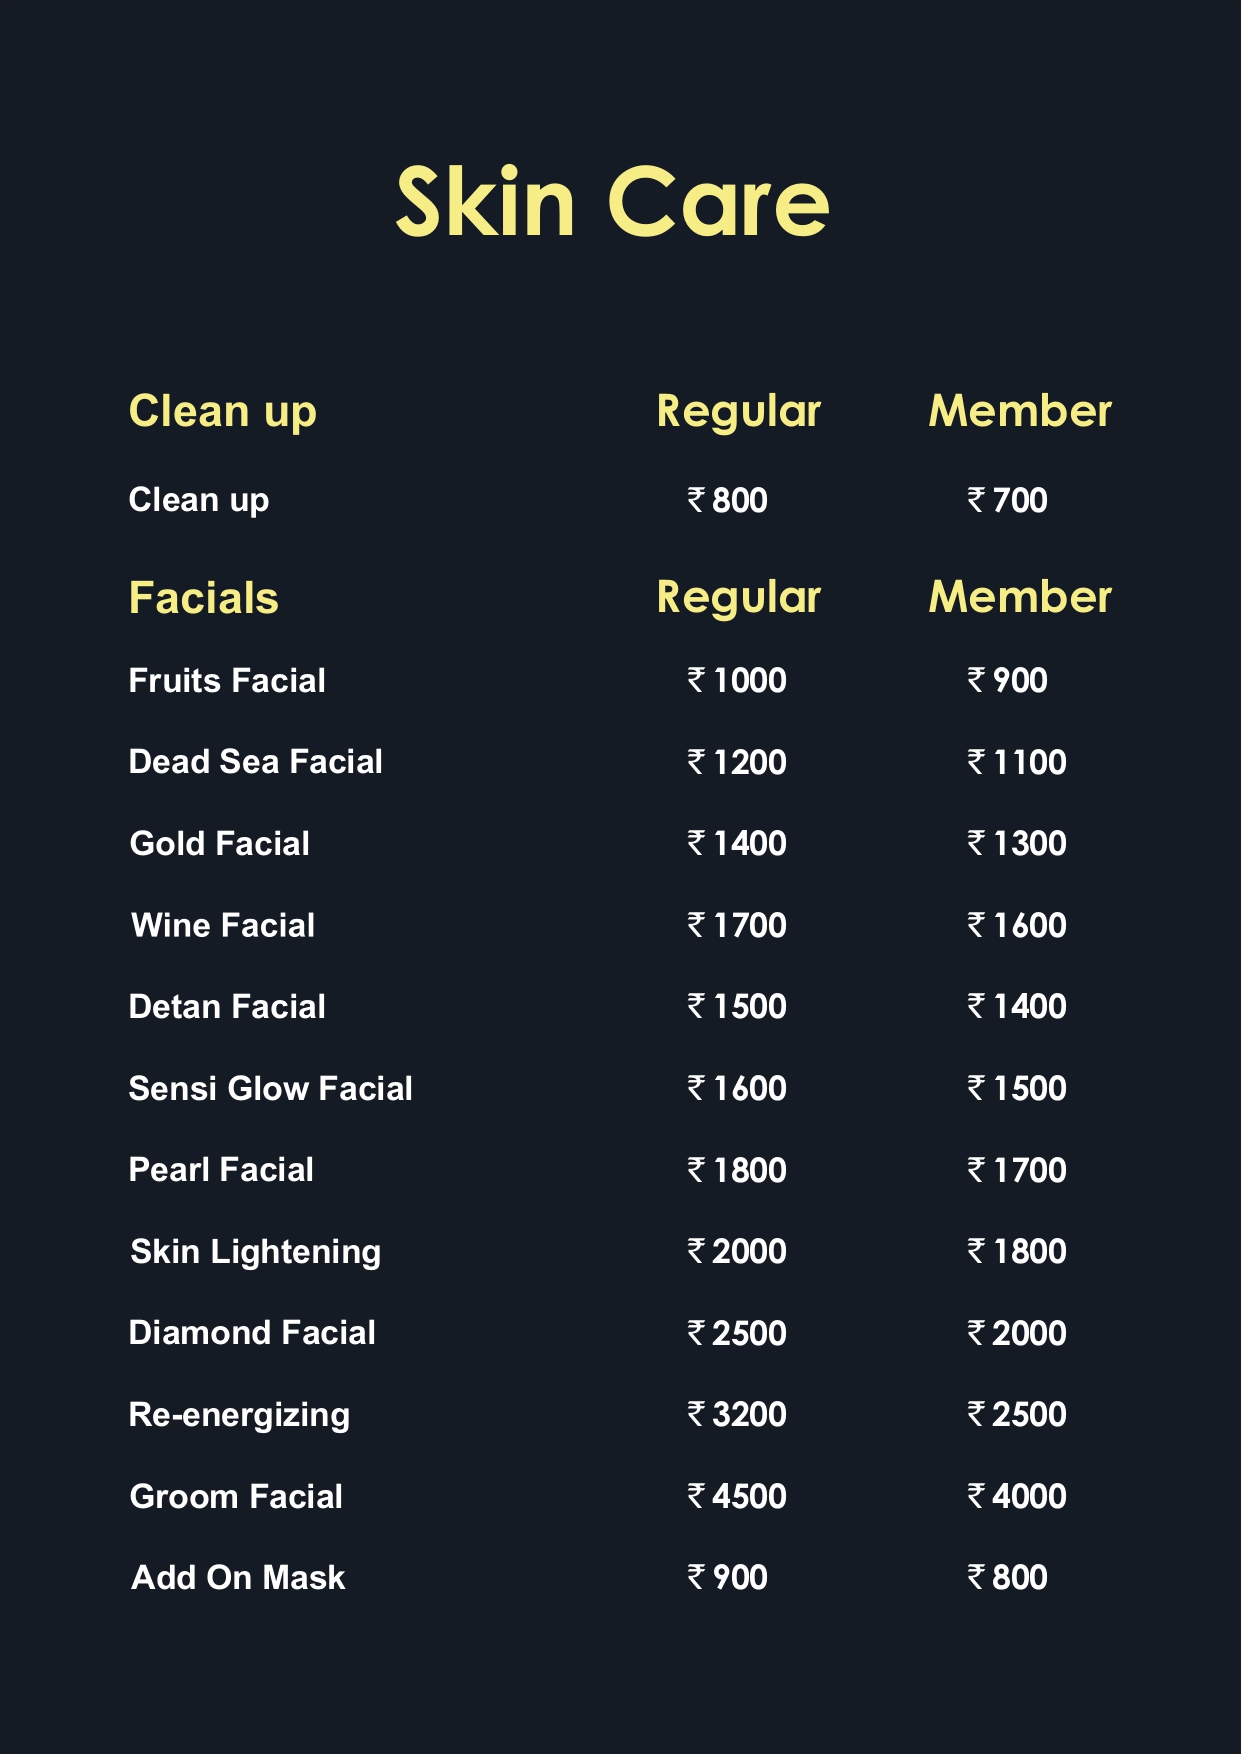 Skin Care
Clean up Regular Member
Clean up ₹ 800 ₹ 700
Facials Regular Member
Fruits Facial ₹ 1000 ₹ 900
Dead Sea Facial ₹ 1200 ₹ 1100
Gold Facial ₹ 1400 ₹ 1300
Wine Facial ₹ 1700 ₹ 1600
Detan Facial ₹ 1500 ₹ 1400
Sensi Glow Facial ₹ 1600 ₹ 1500
Pearl Facial ₹ 1800 ₹ 1700
Skin Lightening ₹ 2000 ₹ 1800
Diamond Facial ₹ 2500 ₹ 2000
Re-energizing ₹ 3200 ₹ 2500
Groom Facial ₹ 4500 ₹ 4000
Add On Mask ₹ 900 ₹ 800